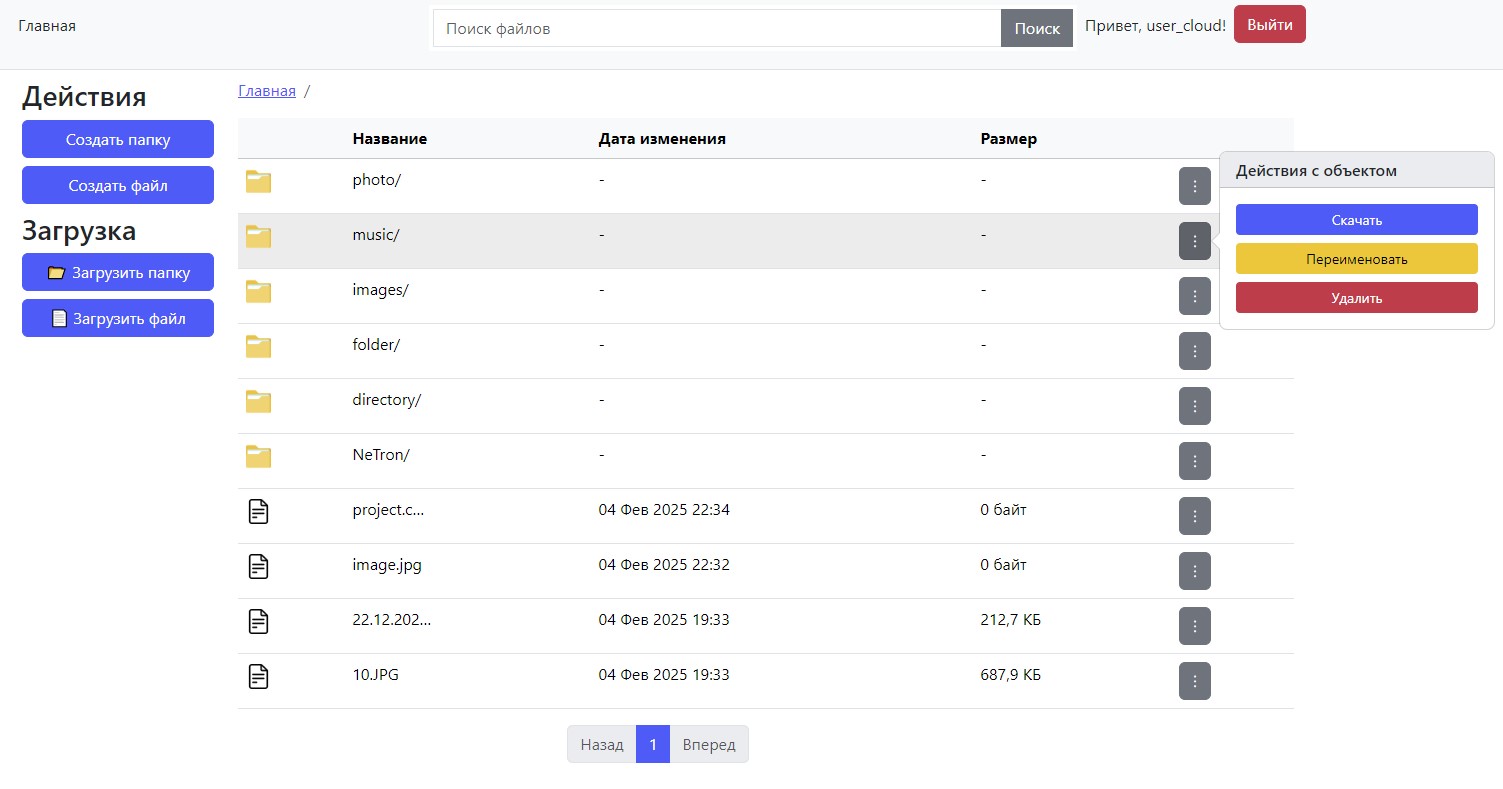 Главная
Поиск файлов
Поиск
Привет, user_cloud!
Выйти
Действия
Создать папку
Создать файл
Загрузка
Загрузить папку
Загрузить файл
Главная /
Название Дата изменения Размер
photo/ - -
music/ - -
images/ - -
folder/ - -
directory/ - -
NeTron/ - -
project.c... 04 Фев 2025 22:34 0 байт
image.jpg 04 Фев 2025 22:32 0 байт
22.12.202... 04 Фев 2025 19:33 212,7 КБ
10.JPG 04 Фев 2025 19:33 687,9 КБ
Действия с объектом
Скачать
Переименовать
Удалить
Назад 1 Вперед